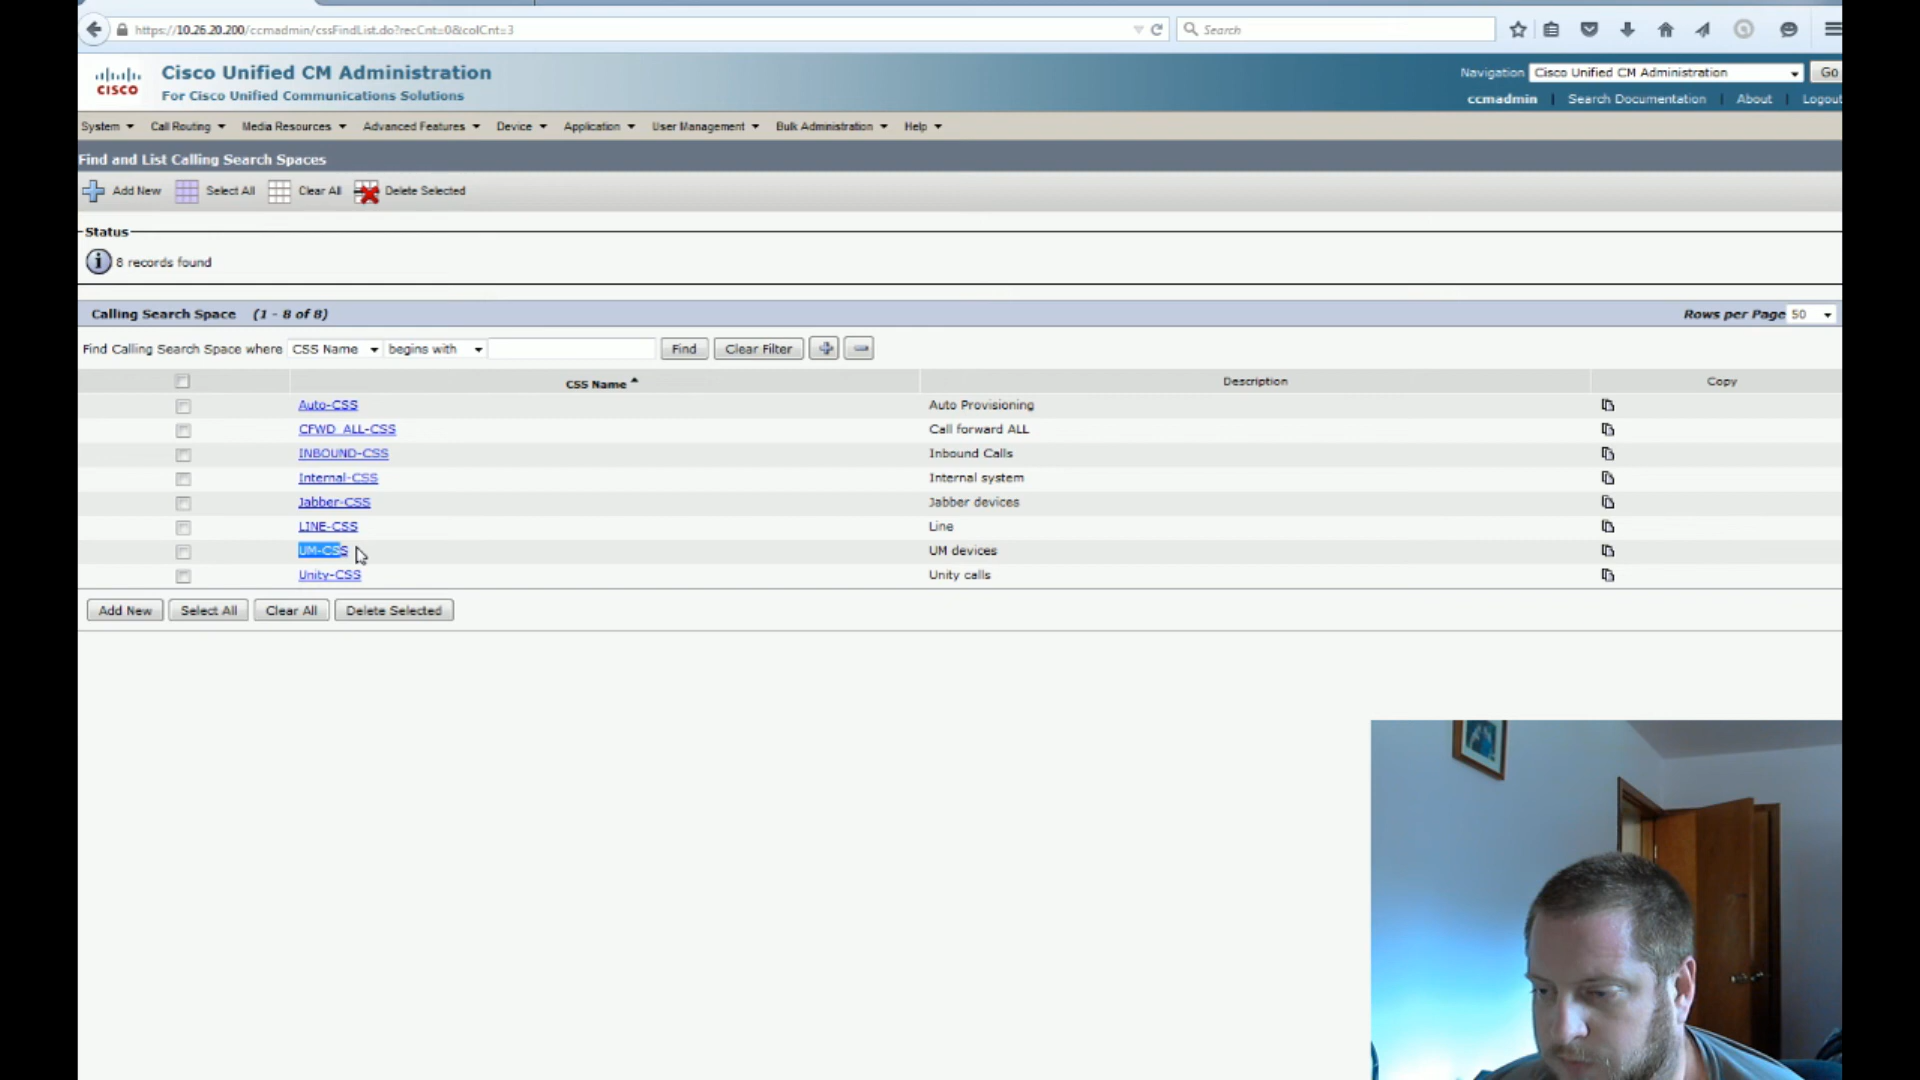 https://10.26.20.200/ccmadmin/cssFindList.do?recCnt=0&colCnt=3
Search
CISCO
Cisco Unified CM Administration
For Cisco Unified Communications Solutions
Navigation Cisco Unified CM Administration Go
ccmadmin Search Documentation About Logout
System Call Routing Media Resources Advanced Features Device Application User Management Bulk Administration Help
Find and List Calling Search Spaces
Add New Select All Clear All Delete Selected
Status
8 records found
Calling Search Space (1 - 8 of 8) Rows per Page 50
Find Calling Search Space where CSS Name begins with Find Clear Filter
CSS Name Description Copy
Auto-CSS Auto Provisioning
CFWD_ALL-CSS Call forward ALL
INBOUND-CSS Inbound Calls
Internal-CSS Internal system
Jabber-CSS Jabber devices
LINE-CSS Line
UM-CSS UM devices
Unity-CSS Unity calls
Add New Select All Clear All Delete Selected